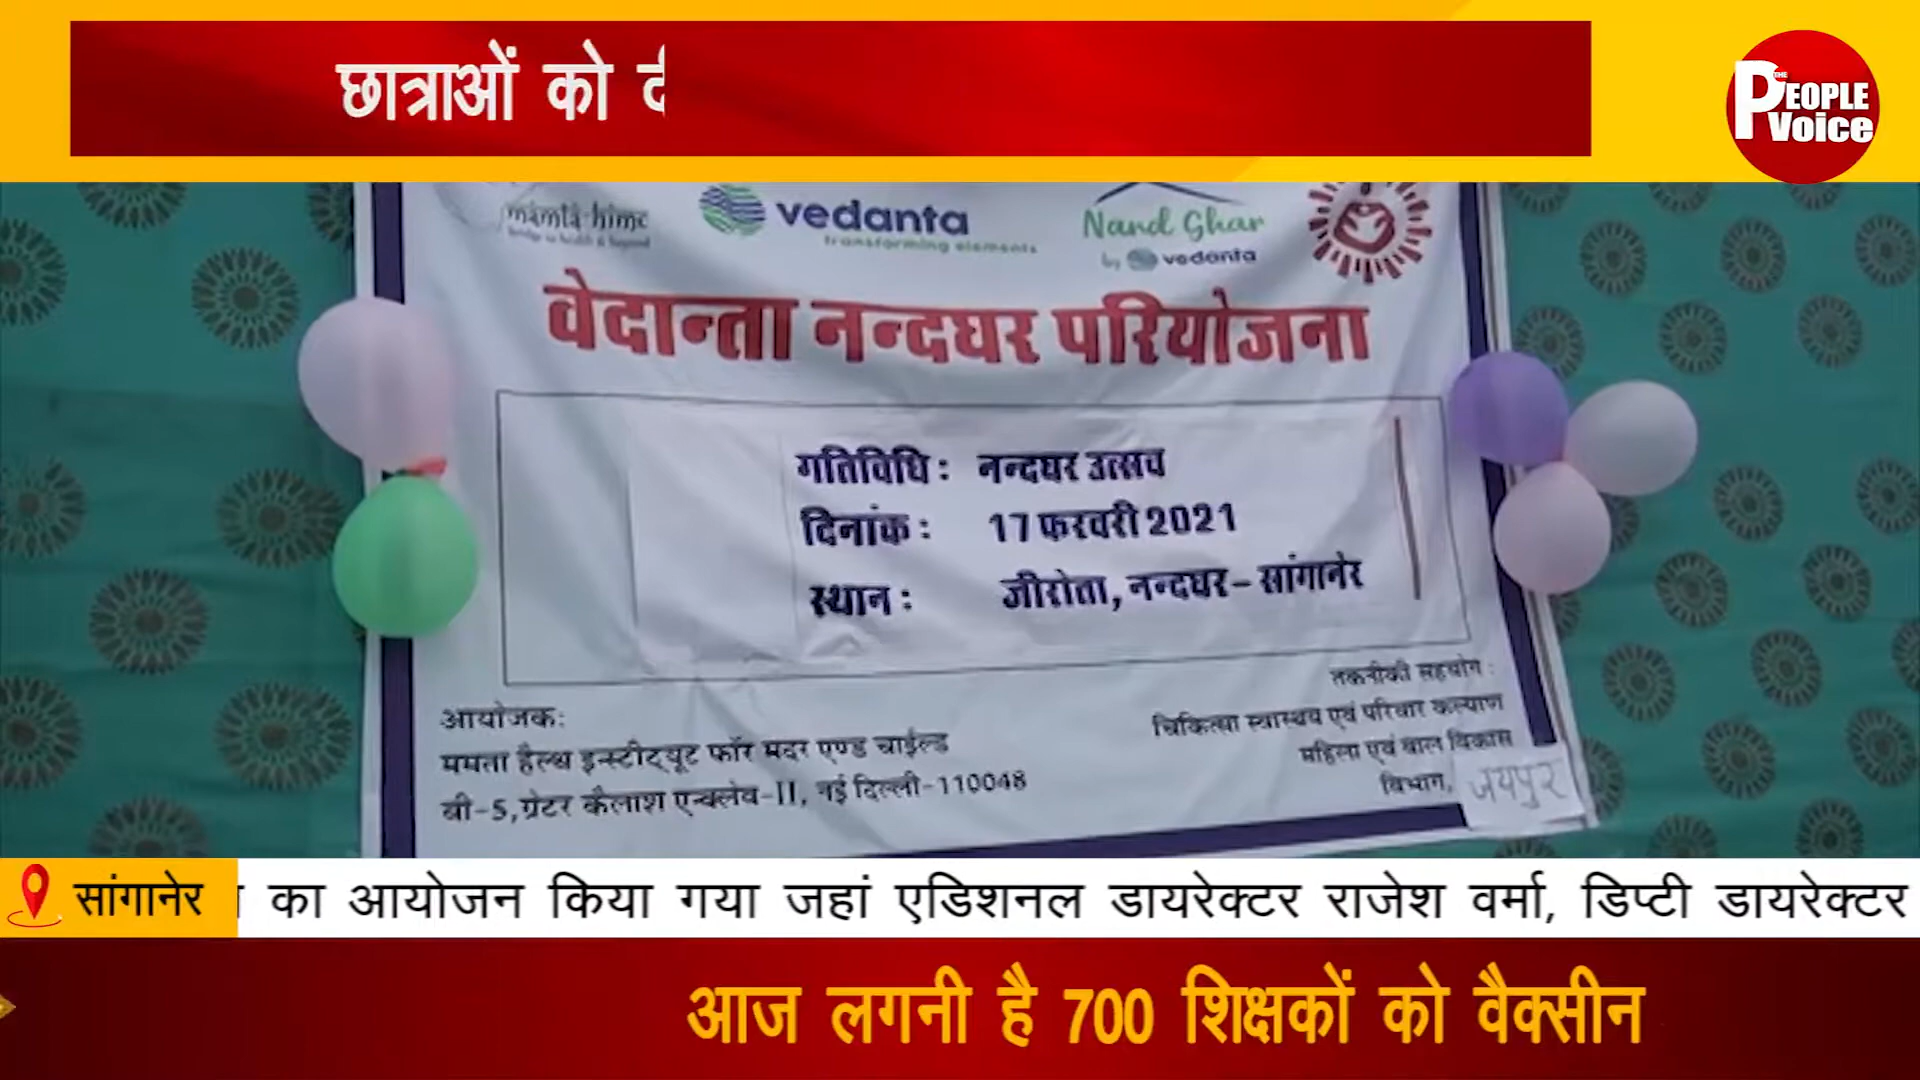 छात्राओं को
THE
PEOPLE
Voice
mamta-himc
vedanta
transforming elements
Nand Ghar
by vedanta
वेदान्ता नन्दघर परियोजना
गतिविधि : नन्दघर उत्सव
दिनांक : 17 फरवरी 2021
स्थान : जीरोता, नन्दघर – सांगानेर
आयोजक:
ममता हैल्थ इन्स्टीट्यूट फॉर मदर एण्ड चाईल्ड
बी-5, ग्रेटर कैलाश एन्क्लेव-II, नई दिल्ली-110048
तकनीकी सहयोग :
चिकित्सा स्वास्थ्य एवं परिवार कल्याण
महिला एवं बाल विकास
विभाग, जयपुर
सांगानेर
का आयोजन किया गया जहां एडिशनल डायरेक्टर राजेश वर्मा, डिप्टी डायरेक्टर
आज लगनी है 700 शिक्षकों को वैक्सीन